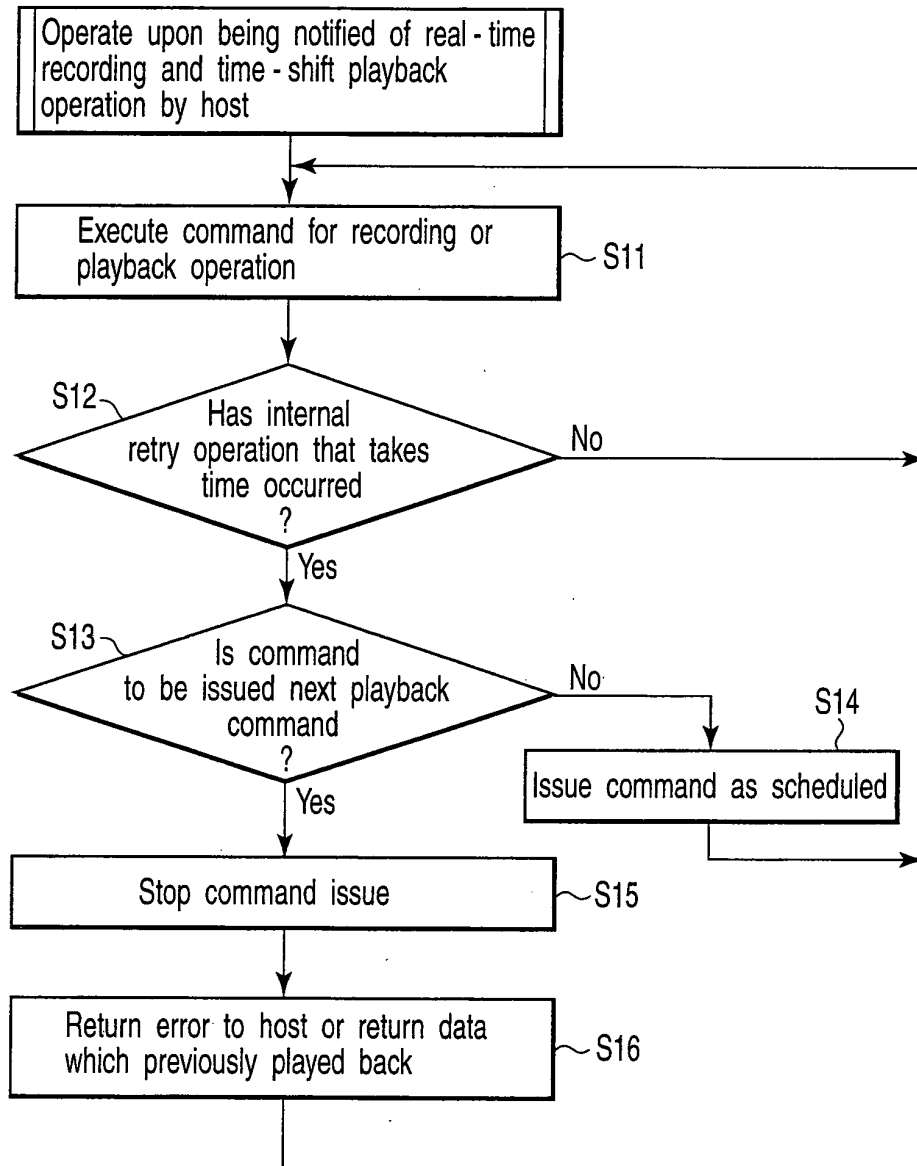 Operate upon being notified of real-time
recording and time-shift playback
operation by host
Execute command for recording or
playback operation
S11
S12
Has internal
retry operation that takes
time occurred
?
No
Yes
S13
Is command
to be issued next playback
command
?
No
S14
Issue command as scheduled
Yes
Stop command issue
S15
Return error to host or return data
which previously played back
S16